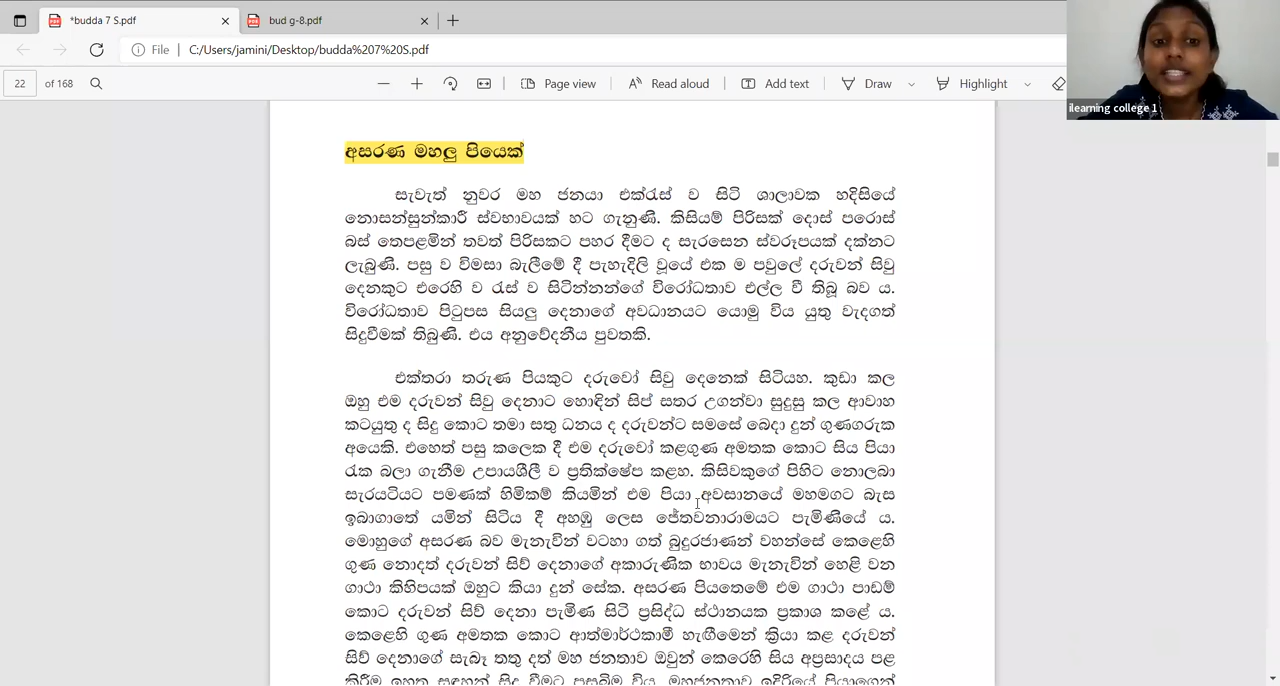 *budda 7 S.pdf
bud g-8.pdf
File
C:/Users/jamini/Desktop/budda%207%20S.pdf
22 of 168
Page view
Read aloud
Add text
Draw
Highlight
ilearning college 1
අසරණ මහලු පියෙක්
සැවැත් නුවර මහ ජනයා එක්රැස් ව සිටි ශාලාවක හදිසියේ
නොසන්සුන්කාරී ස්වභාවයක් හට ගැනුණි. කිසියම් පිරිසක් දොස් පරොස්
බස් තෙපළමින් තවත් පිරිසකට පහර දීමට ද සැරසෙන ස්වරූපයක් දක්නට
ලැබුණි. පසු ව විමසා බැලීමේ දී පැහැදිලි වූයේ එක ම පවුලේ දරුවන් සිවු
දෙනකුට එරෙහි ව රැස් ව සිටින්නන්ගේ විරෝධතාව එල්ල වී තිබූ බව ය.
විරෝධතාව පිටුපස සියලු දෙනාගේ අවධානයට යොමු විය යුතු වැදගත්
සිදුවීමක් තිබුණි. එය අනුවේදනීය පුවතකි.
එක්තරා තරුණ පියකුට දරුවෝ සිවු දෙනෙක් සිටියහ. කුඩා කල
ඔහු එම දරුවන් සිවු දෙනාට හොඳින් සිප් සතර උගන්වා සුදුසු කල ආවාහ
කටයුතු ද සිදු කොට තමා සතු ධනය ද දරුවන්ට සමසේ බෙදා දුන් ගුණගරුක
අයෙකි. එහෙත් පසු කලෙක දී එම දරුවෝ කළගුණ අමතක කොට සිය පියා
රැක බලා ගැනීම උපායශීලී ව ප්‍රතික්ෂේප කළහ. කිසිවකුගේ පිහිට නොලබා
සැරයටියට පමණක් හිමිකම් කියමින් එම පියා අවසානයේ මහමගට බැස
ඉබාගාතේ යමින් සිටිය දී අහඹු ලෙස ජේතවනාරාමයට පැමිණියේ ය.
මොහුගේ අසරණ බව මැනැවින් වටහා ගත් බුදුරජාණන් වහන්සේ කෙළෙහි
ගුණ නොදත් දරුවන් සිව් දෙනාගේ අකාරුණික භාවය මැනැවින් හෙළි වන
ගාථා කිහිපයක් ඔහුට කියා දුන් සේක. අසරණ පියතෙමේ එම ගාථා පාඩම්
කොට දරුවන් සිව් දෙනා පැමිණ සිටි ප්‍රසිද්ධ ස්ථානයක ප්‍රකාශ කළේ ය.
කෙළෙහි ගුණ අමතක කොට ආත්මාර්ථකාමී හැඟීමෙන් ක්‍රියා කළ දරුවන්
සිව් දෙනාගේ සැබෑ තතු දත් මහ ජනතාව ඔවුන් කෙරෙහි සිය අප්‍රසාදය පළ
කිරීම ඉහත සඳහන් සිද්‍ධ වීමට පසුබිම විය. මහජනතාව ඉදිරියේ පියාගෙන්